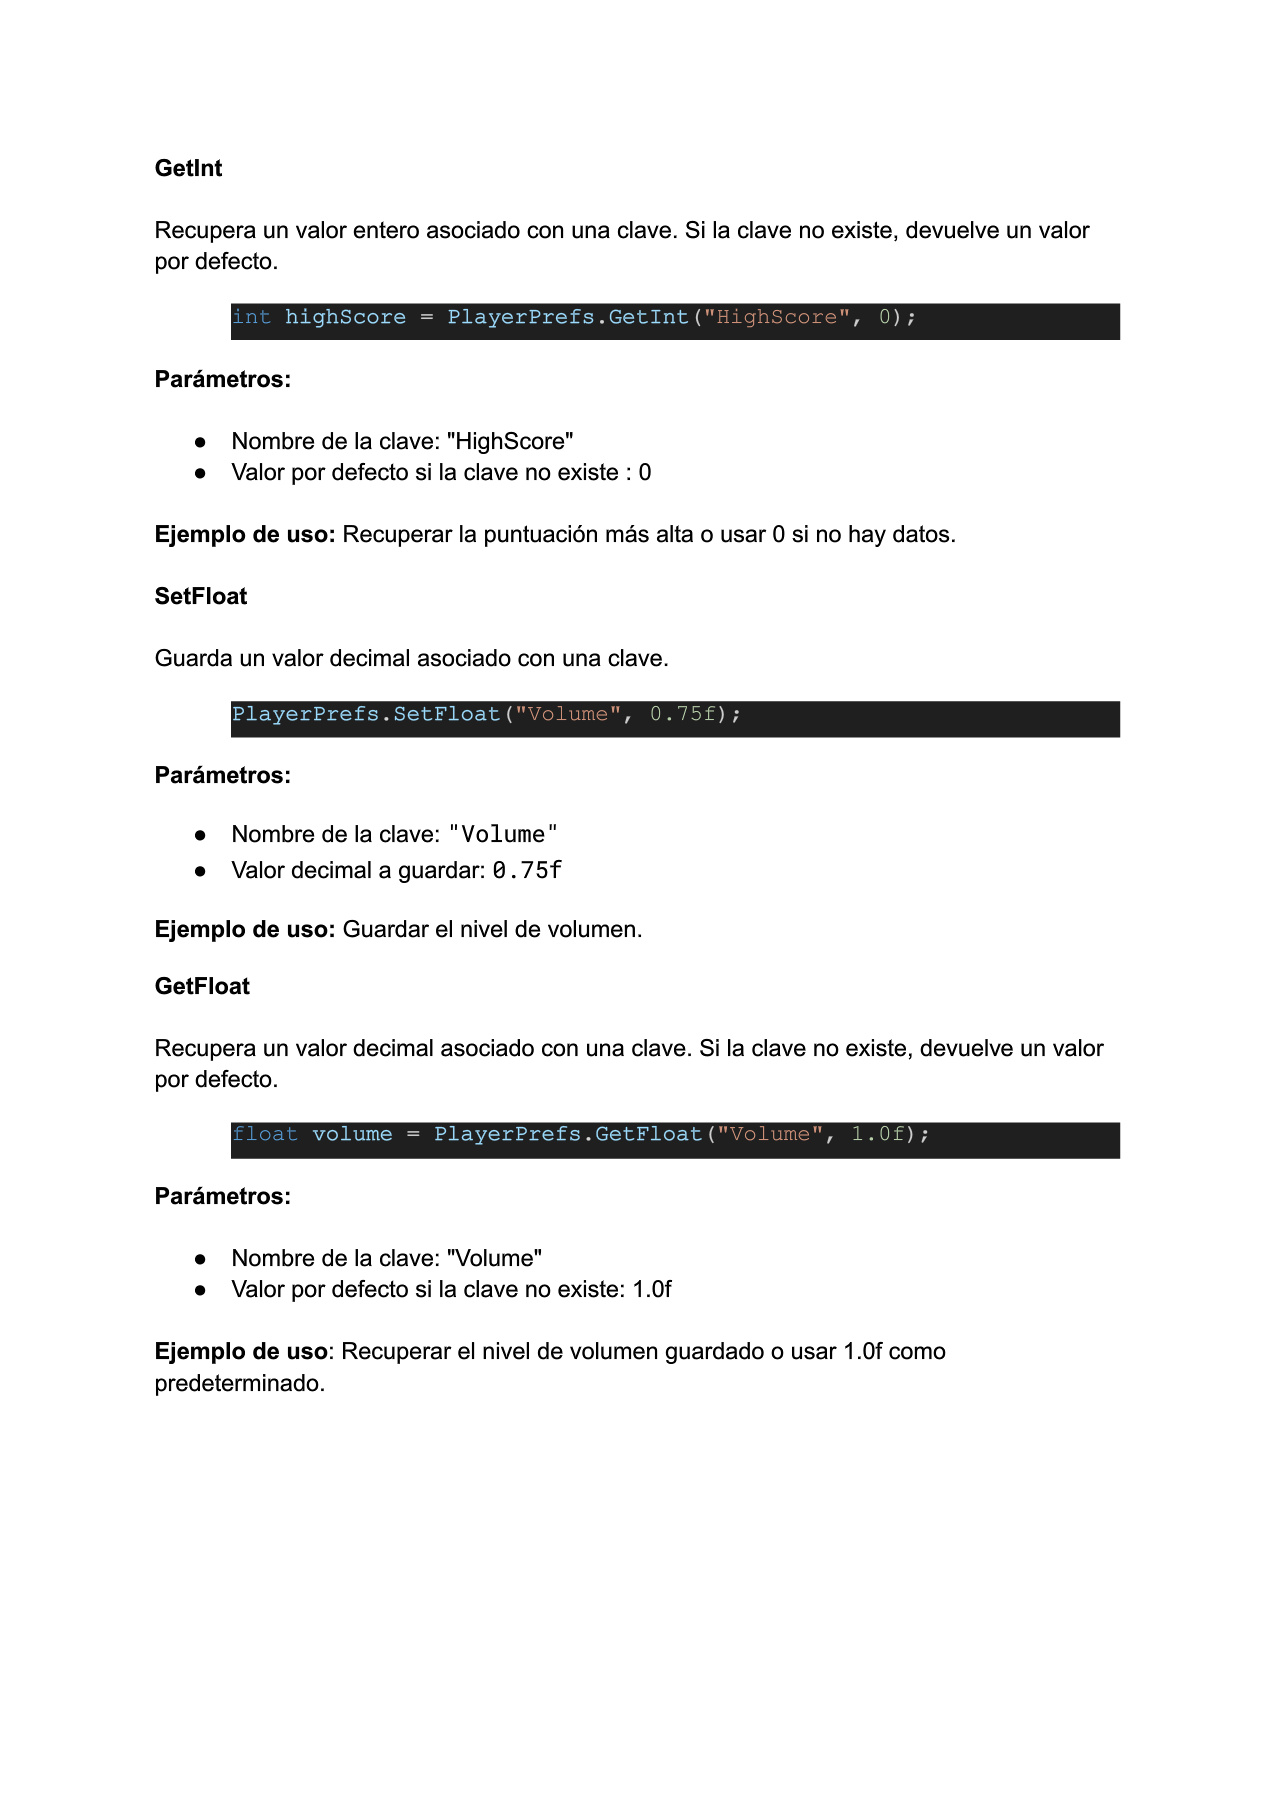 GetInt
Recupera un valor entero asociado con una clave. Si la clave no existe, devuelve un valor
por defecto.
int highScore = PlayerPrefs.GetInt("HighScore", 0);
Parámetros:
● Nombre de la clave: "HighScore"
● Valor por defecto si la clave no existe : 0
Ejemplo de uso: Recuperar la puntuación más alta o usar 0 si no hay datos.
SetFloat
Guarda un valor decimal asociado con una clave.
PlayerPrefs.SetFloat("Volume", 0.75f);
Parámetros:
● Nombre de la clave: "Volume"
● Valor decimal a guardar: 0.75f
Ejemplo de uso: Guardar el nivel de volumen.
GetFloat
Recupera un valor decimal asociado con una clave. Si la clave no existe, devuelve un valor
por defecto.
float volume = PlayerPrefs.GetFloat("Volume", 1.0f);
Parámetros:
● Nombre de la clave: "Volume"
● Valor por defecto si la clave no existe: 1.0f
Ejemplo de uso: Recuperar el nivel de volumen guardado o usar 1.0f como
predeterminado.